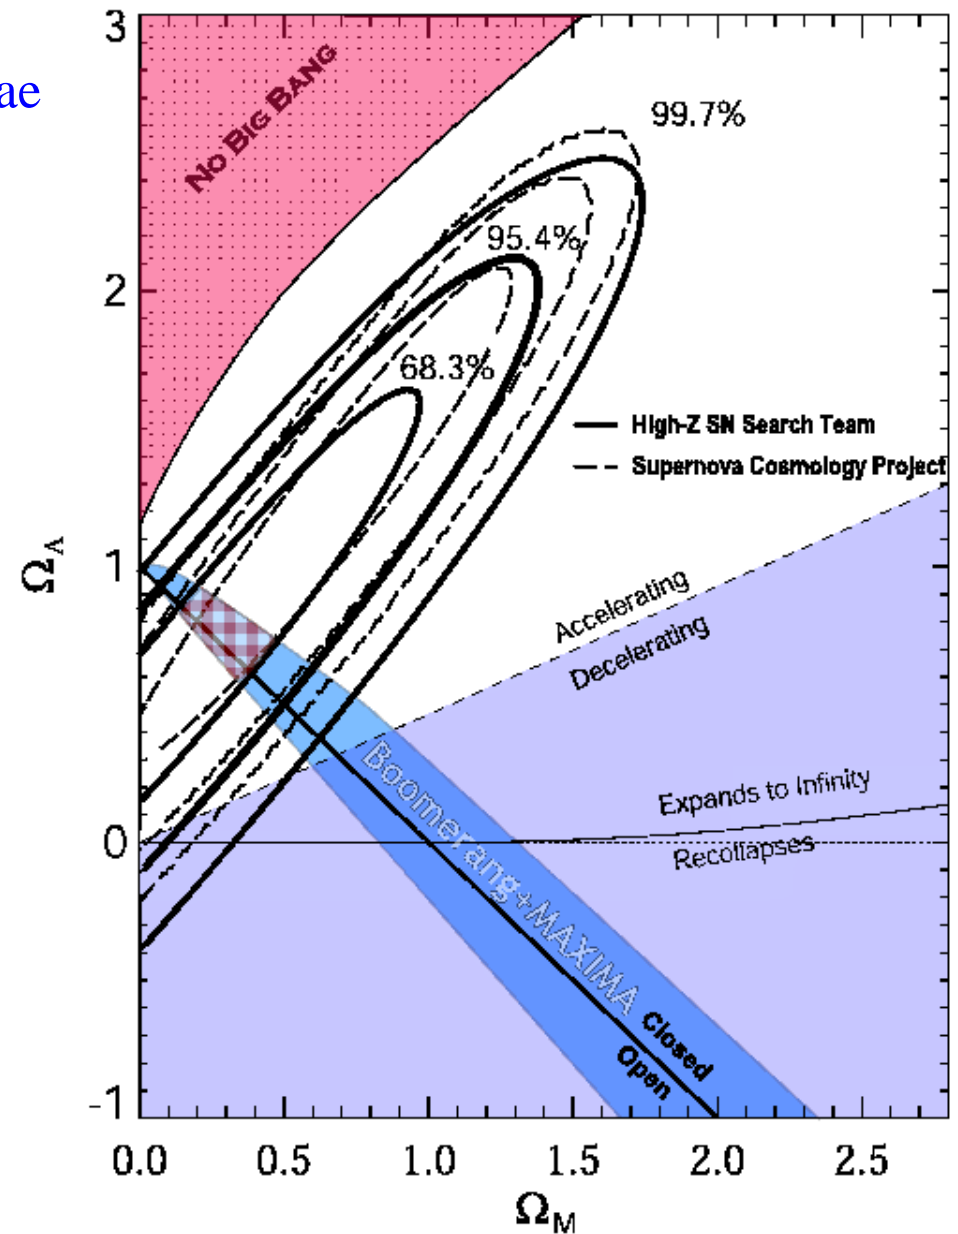 ae
3
NO BIG BANG
99.7%
95.4%
2
68.3%
High-Z SN Search Team
Supernova Cosmology Project
1
Ω_Λ
Accelerating
Decelerating
Boomerang+MAXIMA
Expands to Infinity
0
Recollapses
Closed
Open
-1
0.0 0.5 1.0 1.5 2.0 2.5
Ω_M